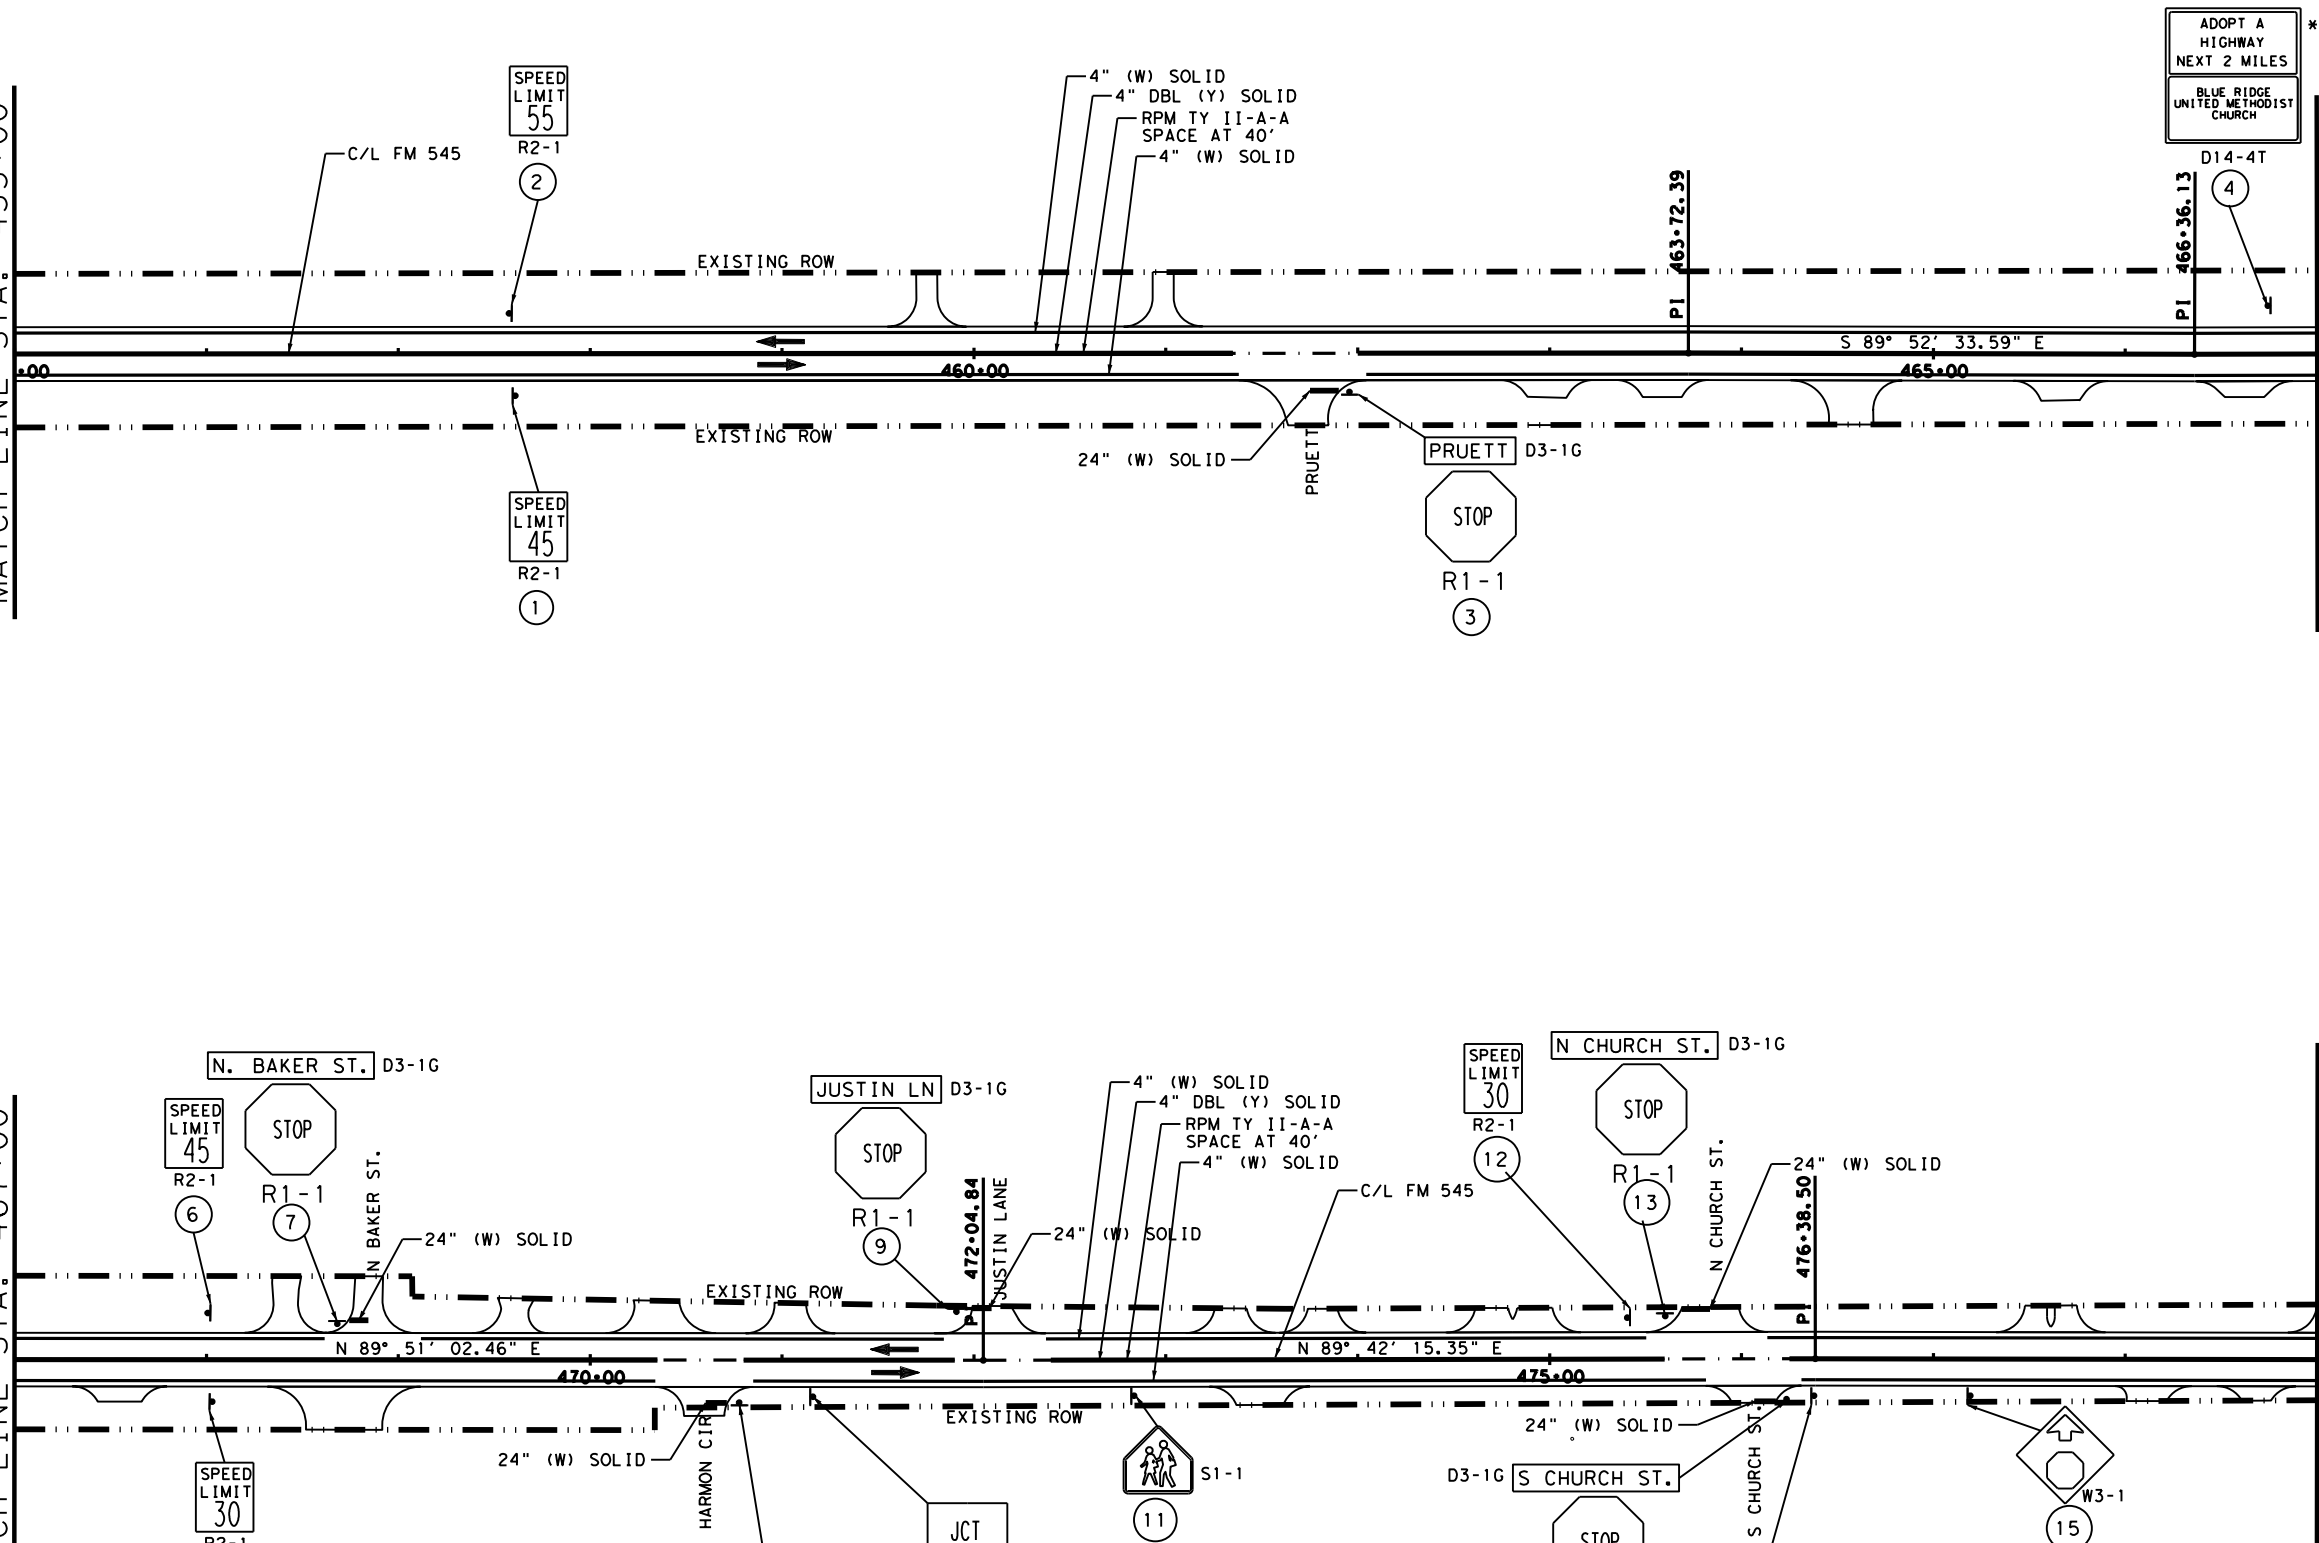 ADOPT A
HIGHWAY
NEXT 2 MILES
*
BLUE RIDGE
UNITED METHODIST
CHURCH
D14-4T
4
SPEED
LIMIT
55
R2-1
2
4" (W) SOLID
4" DBL (Y) SOLID
RPM TY II-A-A
SPACE AT 40'
4" (W) SOLID
C/L FM 545
463+72.39
PI
466+36.13
PI
EXISTING ROW
S 89° 52' 33.59" E
+00
460+00
465+00
EXISTING ROW
24" (W) SOLID
PRUETT
PRUETT
D3-1G
STOP
R1-1
3
SPEED
LIMIT
45
R2-1
1
MATCH LINE STA.
N. BAKER ST.
D3-1G
STOP
R1-1
7
SPEED
LIMIT
45
R2-1
6
N BAKER ST.
24" (W) SOLID
JUSTIN LN
D3-1G
STOP
R1-1
9
472+04.84
JUSTIN LANE
24" (W) SOLID
4" (W) SOLID
4" DBL (Y) SOLID
RPM TY II-A-A
SPACE AT 40'
4" (W) SOLID
C/L FM 545
SPEED
LIMIT
30
R2-1
12
N CHURCH ST.
D3-1G
STOP
R1-1
13
N CHURCH ST.
24" (W) SOLID
476+38.50
EXISTING ROW
N 89° 51' 02.46" E
N 89° 42' 15.35" E
470+00
475+00
EXISTING ROW
24" (W) SOLID
HARMON CIR
SPEED
LIMIT
30
R2-1
JCT
S1-1
11
24" (W) SOLID
D3-1G
S CHURCH ST.
STOP
S CHURCH ST.
W3-1
15